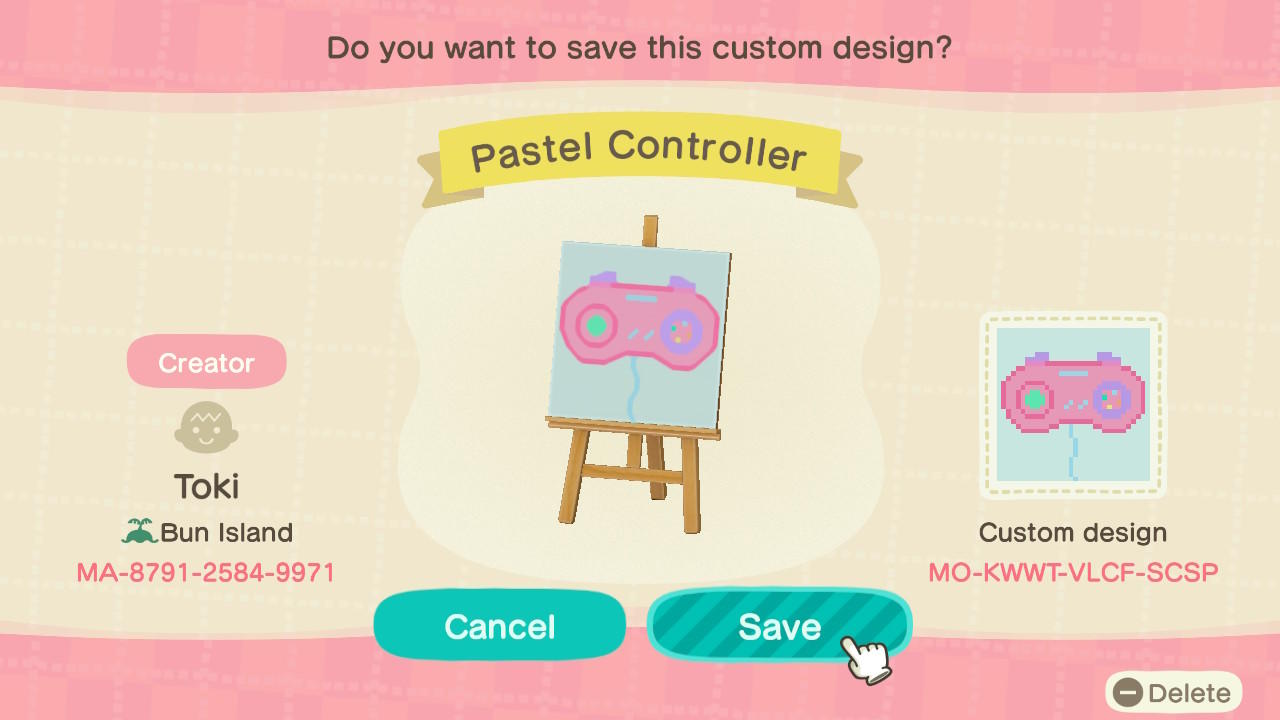 Do you want to save this custom design?
Pastel Controller
Creator
Toki
Bun Island
MA-8791-2584-9971
Custom design
MO-KWWT-VLCF-SCSP
Cancel
Save
Delete